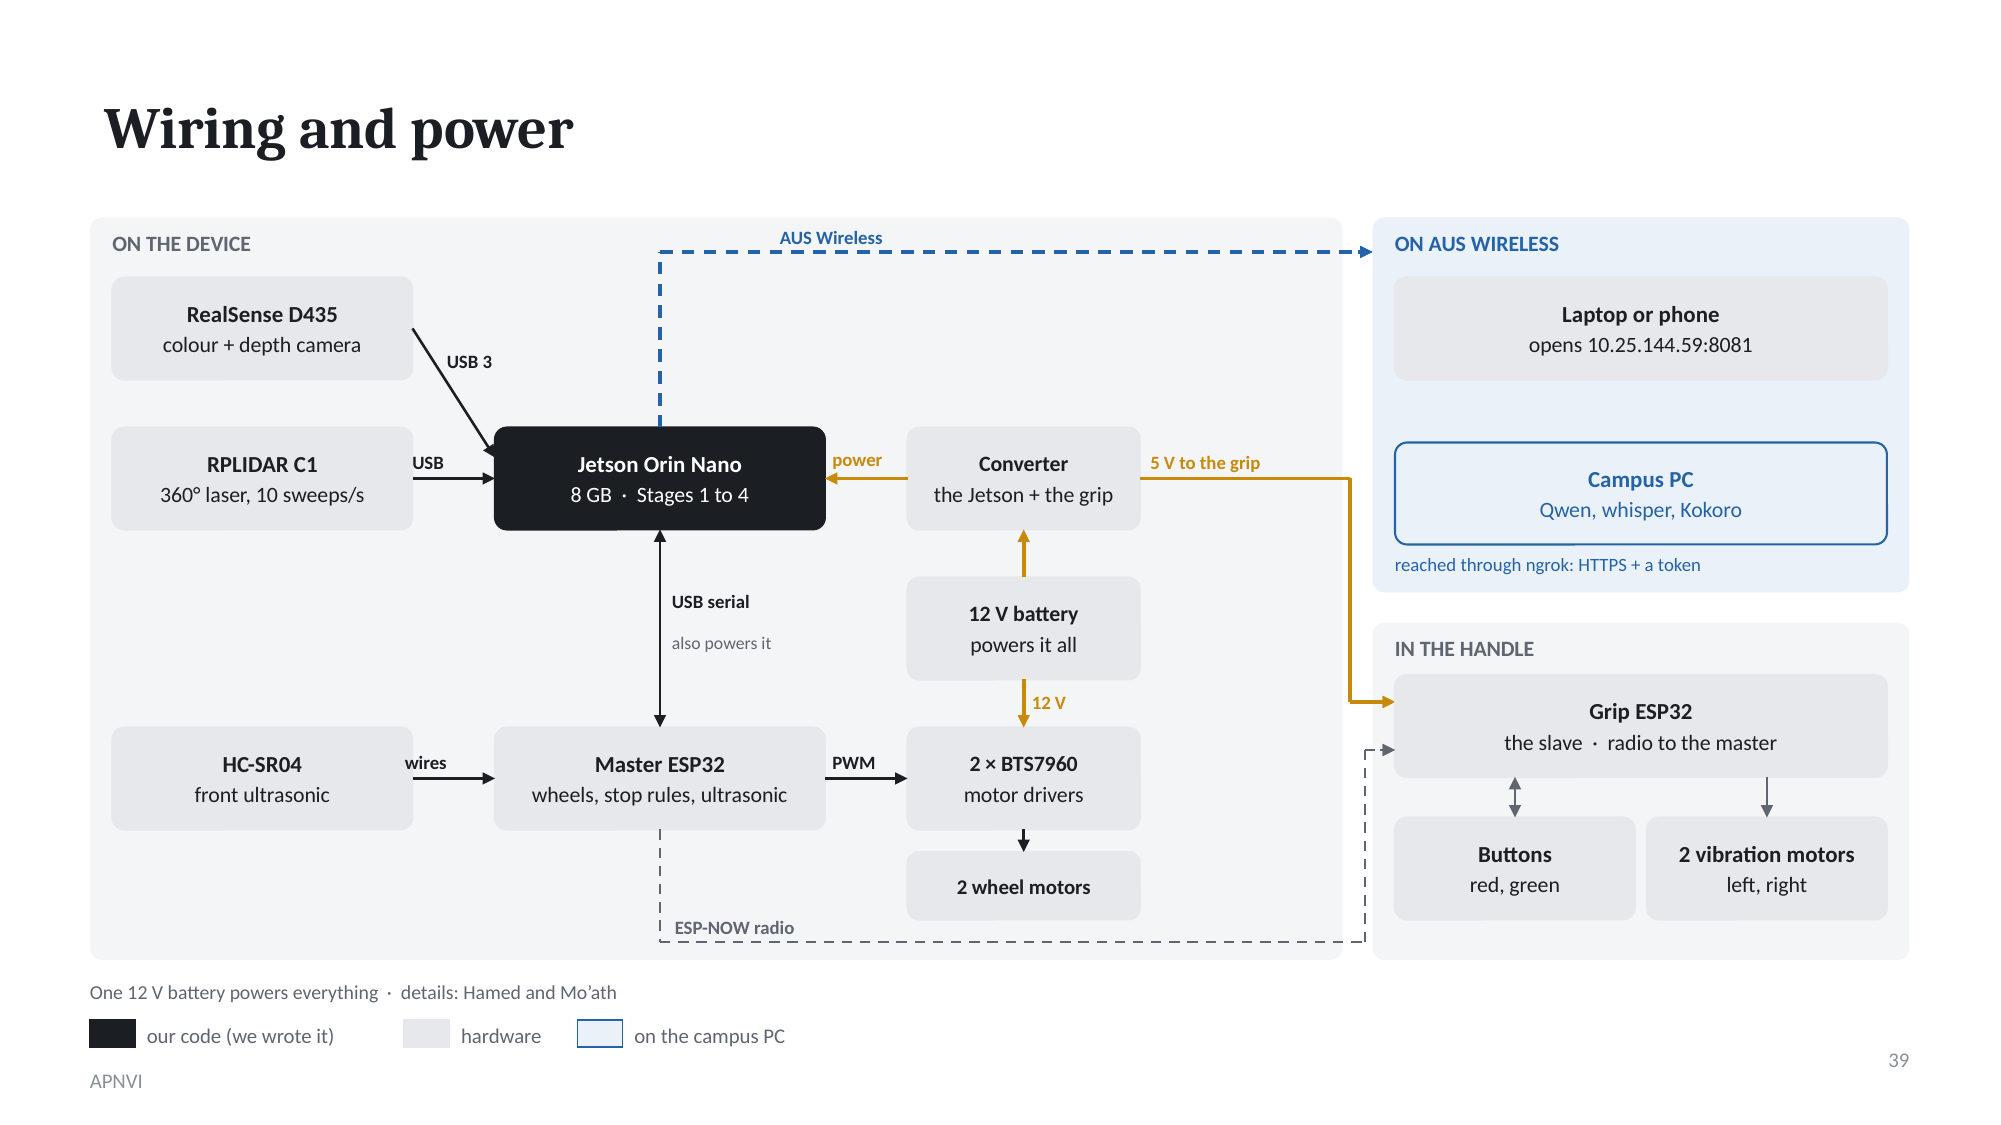 Wiring and power
ON THE DEVICE
AUS Wireless
ON AUS WIRELESS
RealSense D435
colour + depth camera
USB 3
Laptop or phone
opens 10.25.144.59:8081
RPLIDAR C1
360° laser, 10 sweeps/s
USB
Jetson Orin Nano
8 GB · Stages 1 to 4
power
Converter
the Jetson + the grip
5 V to the grip
Campus PC
Qwen, whisper, Kokoro
reached through ngrok: HTTPS + a token
USB serial
also powers it
12 V battery
powers it all
12 V
IN THE HANDLE
Grip ESP32
the slave · radio to the master
HC-SR04
front ultrasonic
wires
Master ESP32
wheels, stop rules, ultrasonic
PWM
2 × BTS7960
motor drivers
2 wheel motors
Buttons
red, green
2 vibration motors
left, right
ESP-NOW radio
One 12 V battery powers everything · details: Hamed and Mo’ath
our code (we wrote it)
hardware
on the campus PC
39
APNVI